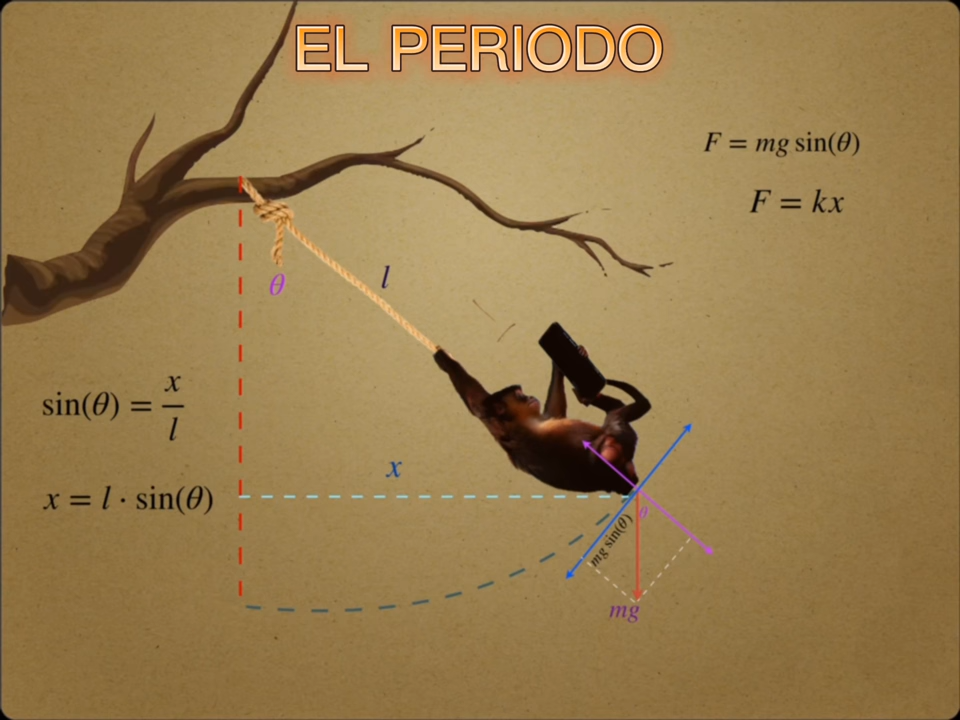 EL PERIODO
F = mg sin(θ)
F = kx
θ
l
sin(θ) = x/l
x
x = l · sin(θ)
θ
mg sin(θ)
mg